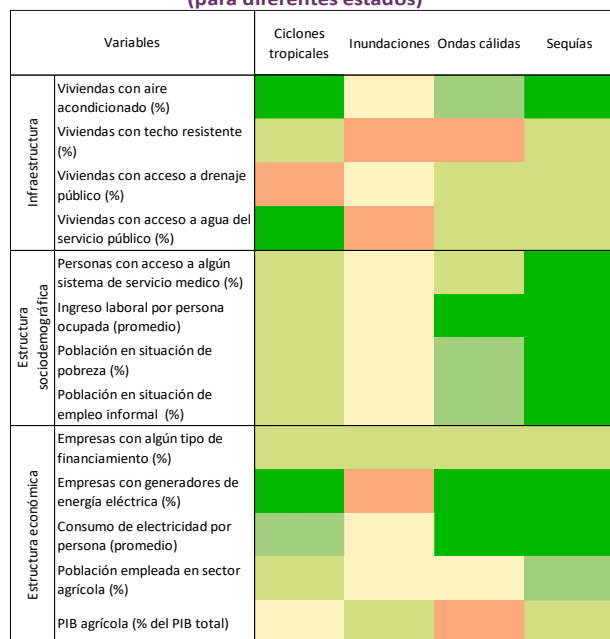 (para diferentes estados)
Variables
Ciclones
tropicales
Inundaciones
Ondas cálidas
Sequías
Infraestructura
Viviendas con aire
acondicionado (%)
Viviendas con techo resistente
(%)
Viviendas con acceso a drenaje
público (%)
Viviendas con acceso a agua del
servicio público (%)
Estructura
sociodemográfica
Personas con acceso a algún
sistema de servicio medico (%)
Ingreso laboral por persona
ocupada (promedio)
Población en situación de
pobreza (%)
Población en situación de
empleo informal (%)
Estructura económica
Empresas con algún tipo de
financiamiento (%)
Empresas con generadores de
energía eléctrica (%)
Consumo de electricidad por
persona (promedio)
Población empleada en sector
agrícola (%)
PIB agrícola (% del PIB total)